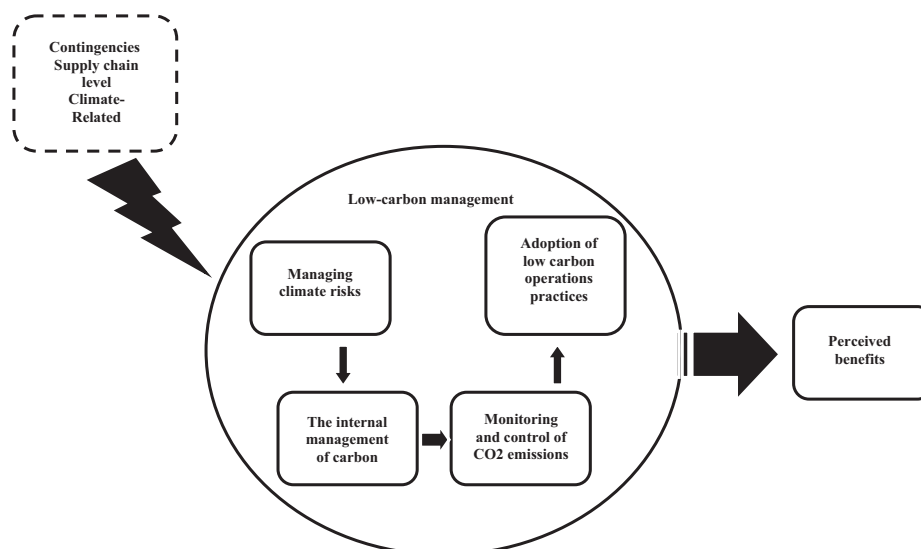 Contingencies
Supply chain
level
Climate-
Related
Low-carbon management
Managing
climate risks
Adoption of
low carbon
operations
practices
The internal
management
of carbon
Monitoring
and control of
CO2 emissions
Perceived
benefits